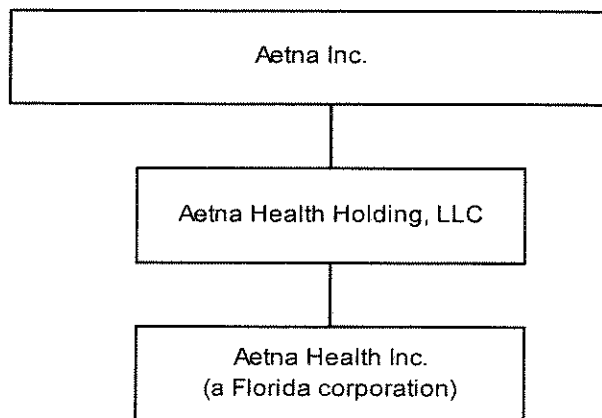 Aetna Inc.
Aetna Health Holding, LLC
Aetna Health Inc.
(a Florida corporation)